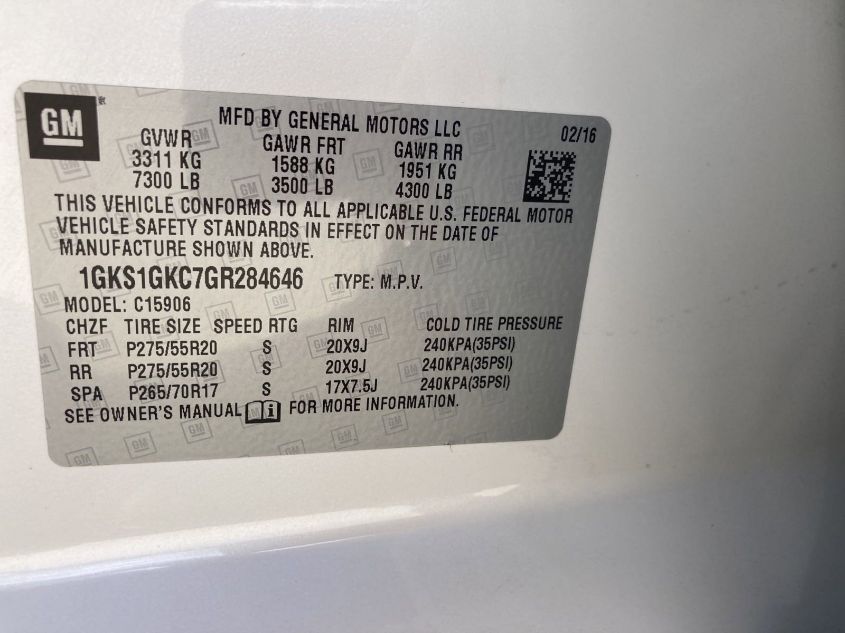 GM
MFD BY GENERAL MOTORS LLC 02/16
GVWR GAWR FRT GAWR RR
3311 KG 1588 KG 1951 KG
7300 LB 3500 LB 4300 LB
THIS VEHICLE CONFORMS TO ALL APPLICABLE U.S. FEDERAL MOTOR
VEHICLE SAFETY STANDARDS IN EFFECT ON THE DATE OF
MANUFACTURE SHOWN ABOVE.
1GKS1GKC7GR284646 TYPE: M.P.V.
MODEL: C15906
CHZF TIRE SIZE SPEED RTG RIM COLD TIRE PRESSURE
FRT P275/55R20 S 20X9J 240KPA(35PSI)
RR P275/55R20 S 20X9J 240KPA(35PSI)
SPA P265/70R17 S 17X7.5J 240KPA(35PSI)
SEE OWNER'S MANUAL FOR MORE INFORMATION.